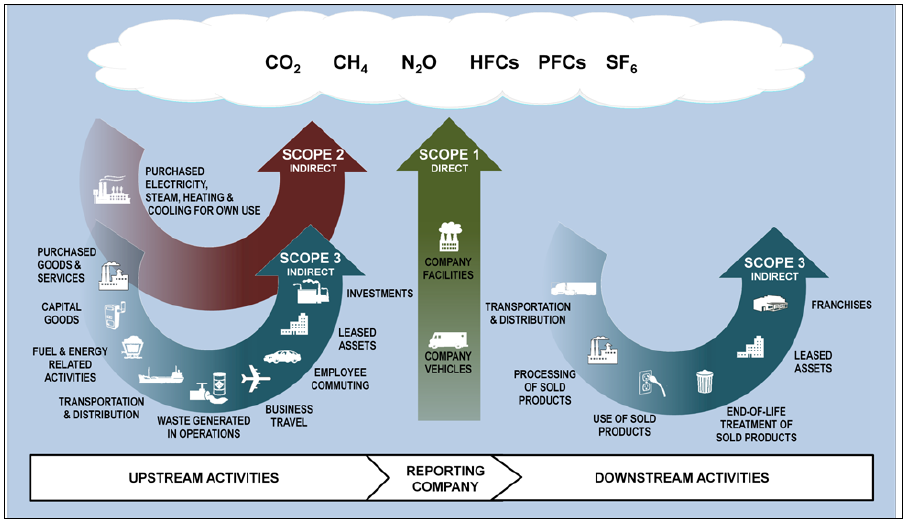 CO₂ CH₄ N₂O HFCs PFCs SF₆
SCOPE 2
INDIRECT
PURCHASED
ELECTRICITY,
STEAM, HEATING &
COOLING FOR OWN USE
SCOPE 3
INDIRECT
PURCHASED
GOODS &
SERVICES
CAPITAL
GOODS
FUEL & ENERGY
RELATED
ACTIVITIES
TRANSPORTATION
& DISTRIBUTION
WASTE GENERATED
IN OPERATIONS
BUSINESS
TRAVEL
EMPLOYEE
COMMUTING
LEASED
ASSETS
INVESTMENTS
SCOPE 1
DIRECT
COMPANY
FACILITIES
COMPANY
VEHICLES
SCOPE 3
INDIRECT
TRANSPORTATION
& DISTRIBUTION
PROCESSING
OF SOLD
PRODUCTS
USE OF SOLD
PRODUCTS
END-OF-LIFE
TREATMENT OF
SOLD PRODUCTS
LEASED
ASSETS
FRANCHISES
UPSTREAM ACTIVITIES
REPORTING
COMPANY
DOWNSTREAM ACTIVITIES